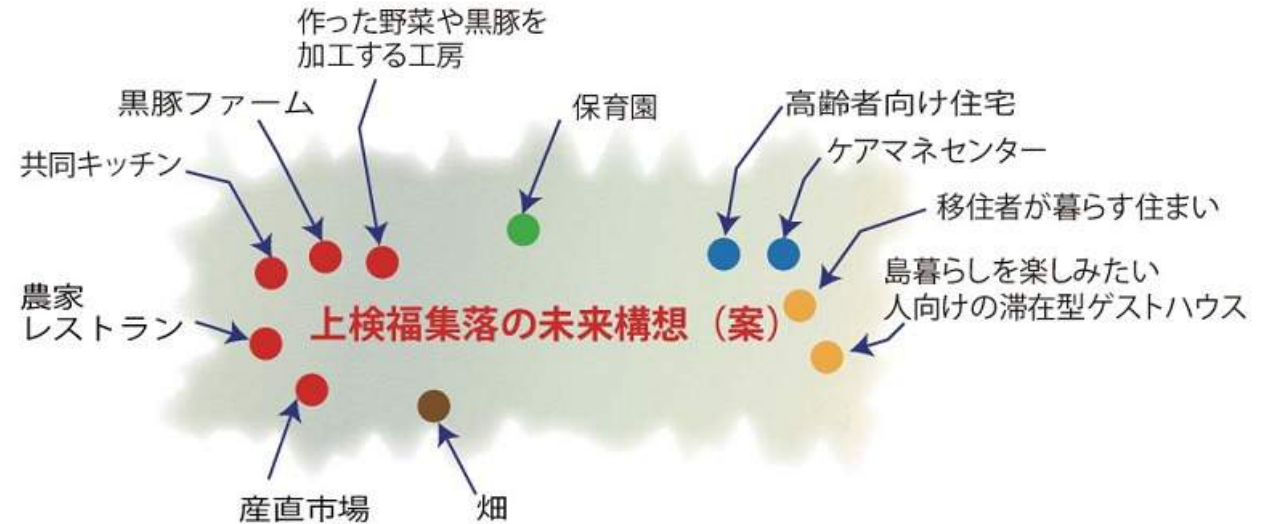 作った野菜や黒豚を
加工する工房
黒豚ファーム
保育園
高齢者向け住宅
共同キッチン
ケアマネセンター
移住者が暮らす住まい
島暮らしを楽しみたい
人向けの滞在型ゲストハウス
農家
レストラン
上検福集落の未来構想（案）
産直市場
畑